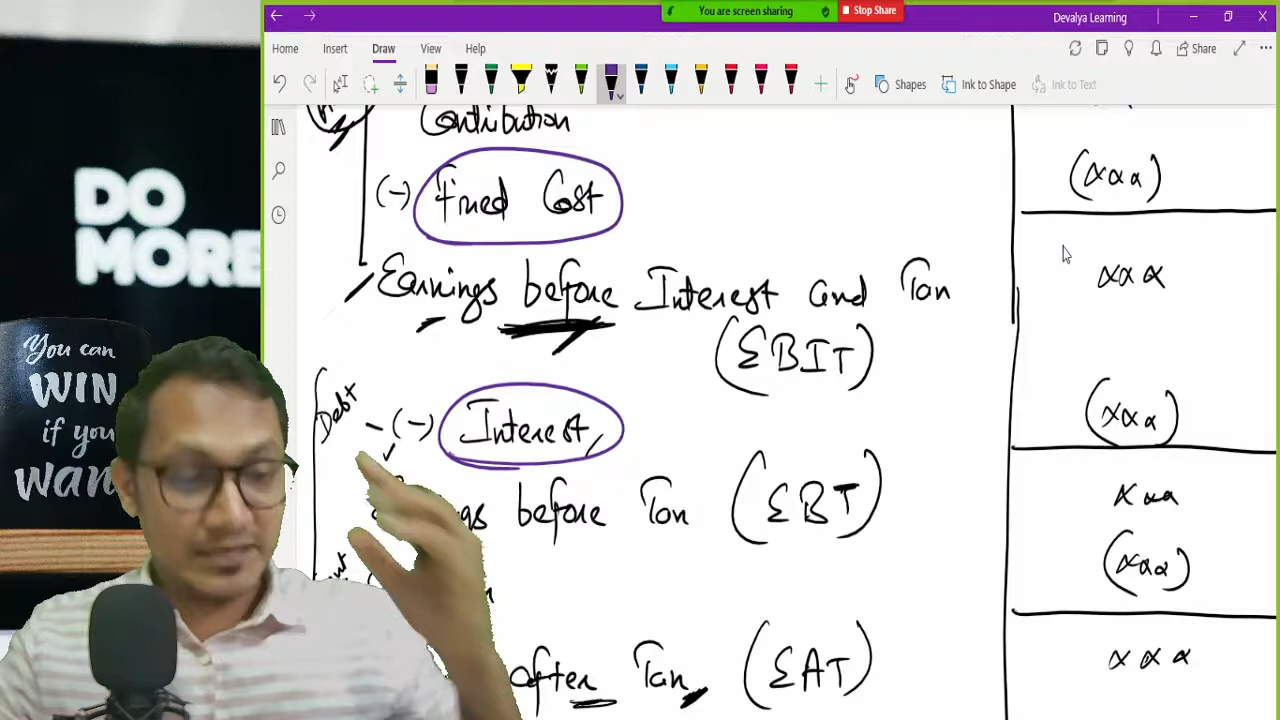 You are screen sharing
Stop Share
Devalya Learning
Home Insert Draw View Help
Share
Shapes Ink to Shape Ink to Text
Contribution
(-) Fixed Cost (xxx)
Earnings before Interest and Tax xxx
(EBIT)
Debt
(-) Interest, (xxx)
before Tax (EBT) xxx
(xxx)
after Tax (EAT) xxx
DO
MORE
You can
WIN
if you
Want